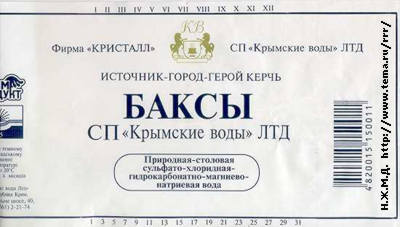 I II III IV V VI VII VIII IX X XI XII
KB
Фирма «КРИСТАЛЛ»
СП «Крымские воды» ЛТД
ИСТОЧНИК-ГОРОД-ГЕРОЙ КЕРЧЬ
БАКСЫ
СП «Крымские воды» ЛТД
Природная-столовая
сульфато-хлоридная-
гидрокарбонатно-магниево-
натриевая вода
1 3 5 7 9 11 13 15 17 19 21 23 25 27 29 31
4820015150011
Н.Ж.М.Д. http://www.tema.ru/rrr/